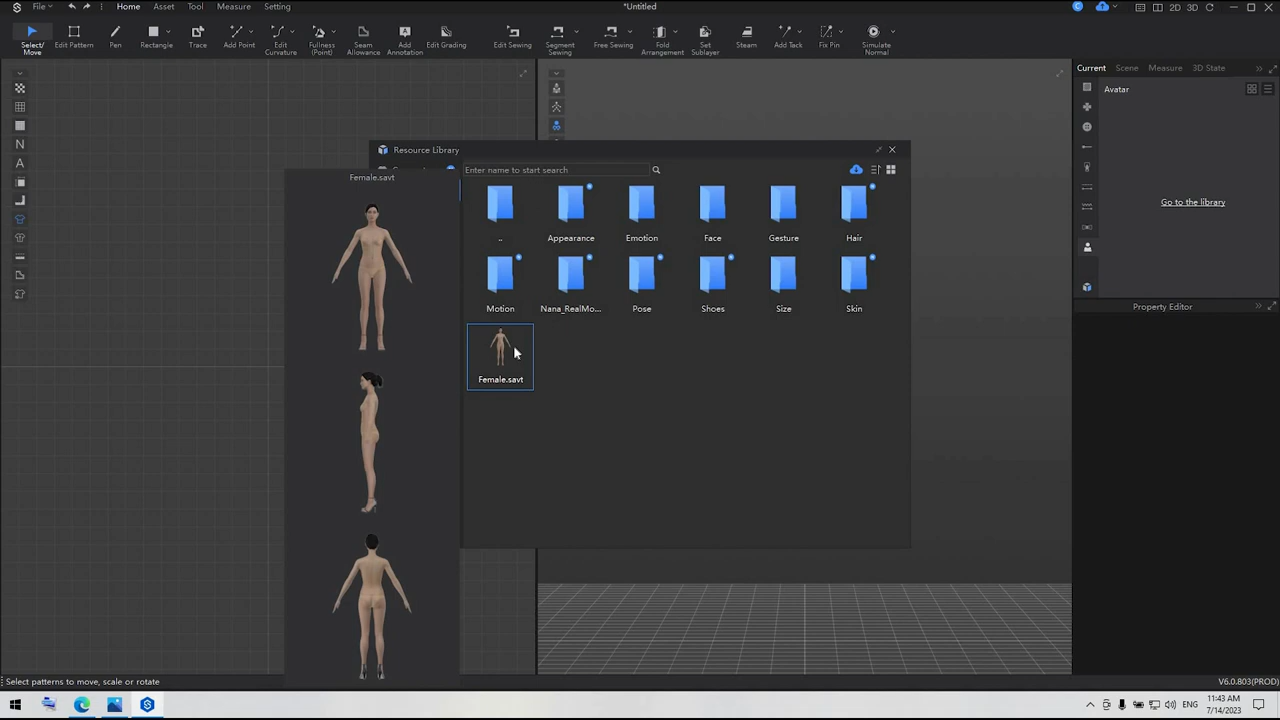 File Home Asset Tool Measure Setting *Untitled 2D 3D
Select/
Move
Edit Pattern
Pen
Rectangle
Trace
Add Point
Edit
Curvature
Fullness
(Point)
Seam
Allowance
Add
Annotation
Edit Grading
Edit Sewing
Segment
Sewing
Free Sewing
Fold
Arrangement
Set
Sublayer
Steam
Add Tack
Fix Pin
Simulate
Normal
Current Scene Measure 3D State
Avatar
Go to the library
Property Editor
Resource Library
Enter name to start search
Female.savt
.. Appearance Emotion Face Gesture Hair
Motion Nana_RealMo... Pose Shoes Size Skin
Female.savt
Select patterns to move, scale or rotate
V6.0.803(PROD)
ENG
11:43 AM
7/14/2023